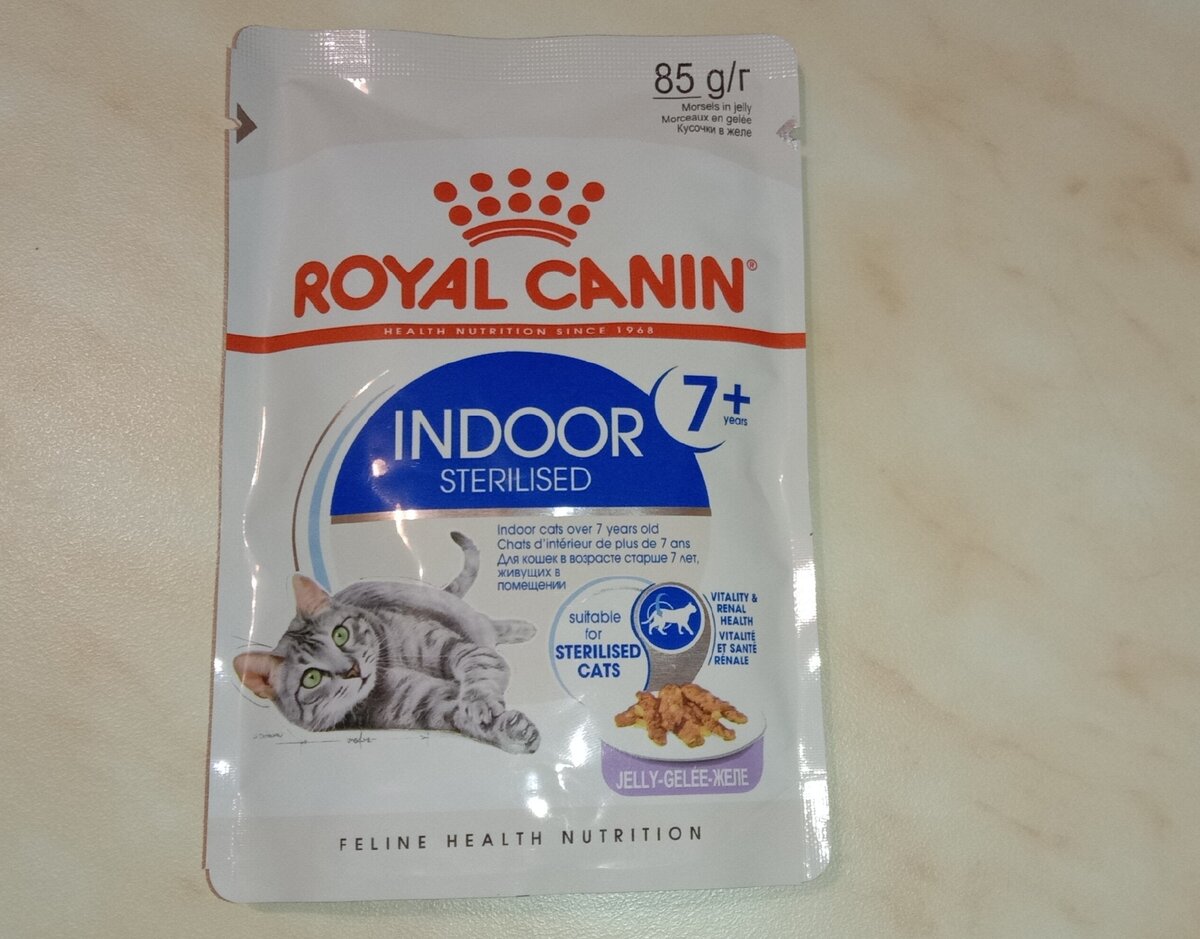 85 g/г
Morsels in jelly
Morceaux en gelée
Кусочки в желе
ROYAL CANIN®
HEALTH NUTRITION SINCE 1968
7+
years
INDOOR
STERILISED
Indoor cats over 7 years old
Chats d'intérieur de plus de 7 ans
Для кошек в возрасте старше 7 лет,
живущих в
помещении
suitable
for
STERILISED
CATS
VITALITY &
RENAL
HEALTH
VITALITÉ
ET SANTÉ
RÉNALE
JELLY-GELÉE-ЖЕЛЕ
FELINE HEALTH NUTRITION